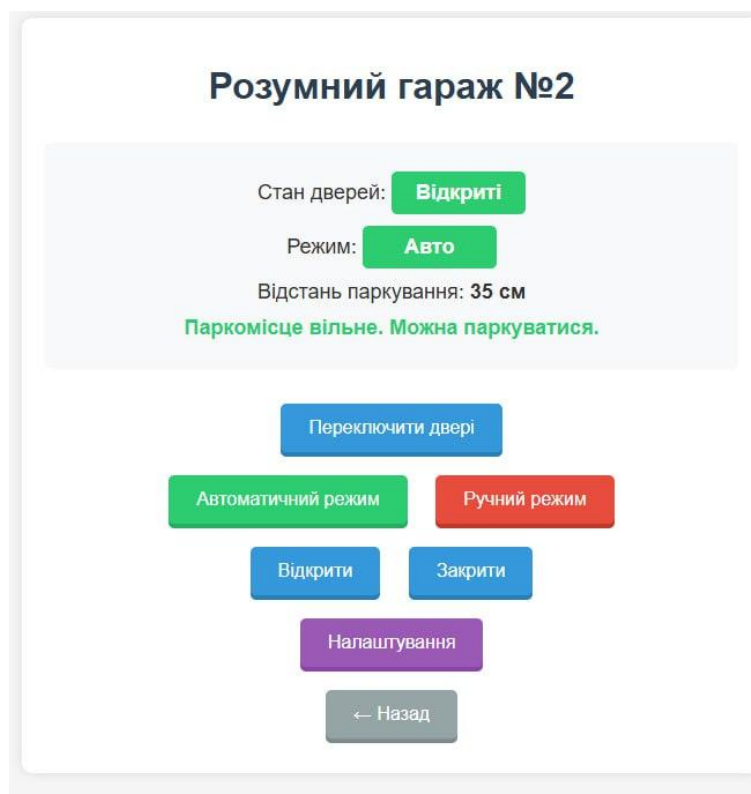 Розумний гараж №2
Стан дверей: Відкриті
Режим: Авто
Відстань паркування: 35 см
Паркомісце вільне. Можна паркуватися.
Переключити двері
Автоматичний режим Ручний режим
Відкрити Закрити
Налаштування
← Назад